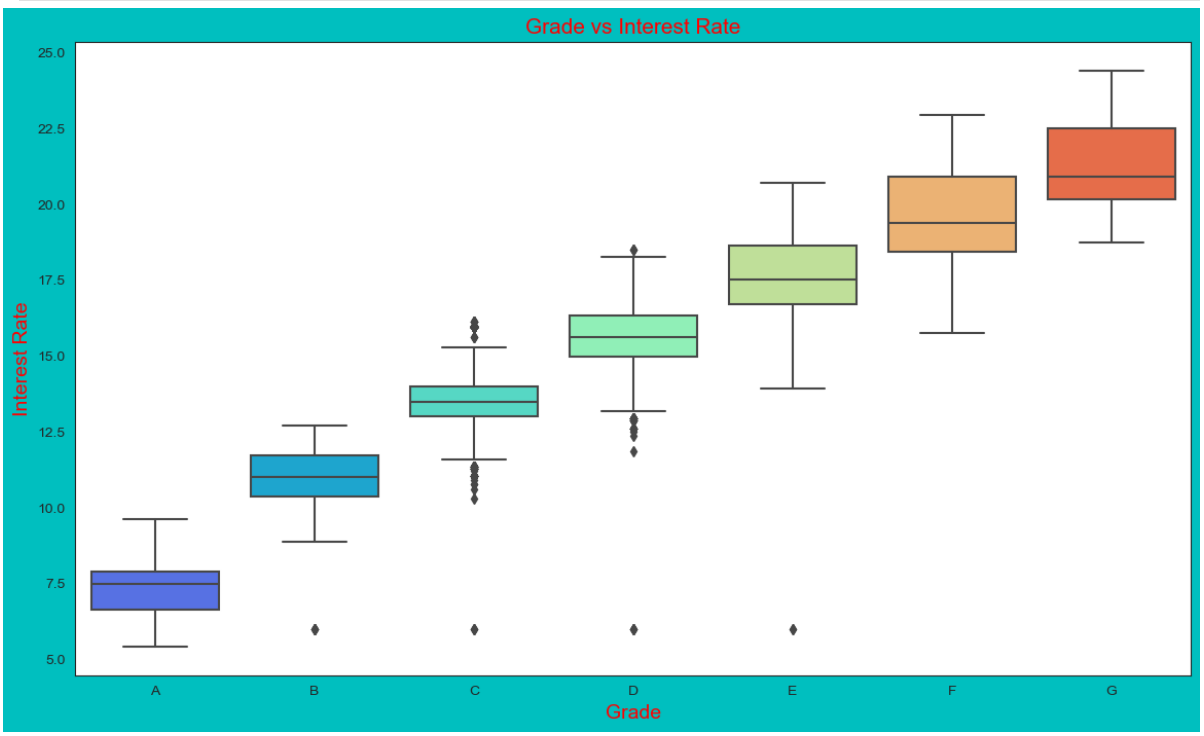 Grade vs Interest Rate
25.0
22.5
20.0
17.5
15.0
12.5
10.0
7.5
5.0
Interest Rate
A B C D E F G
Grade